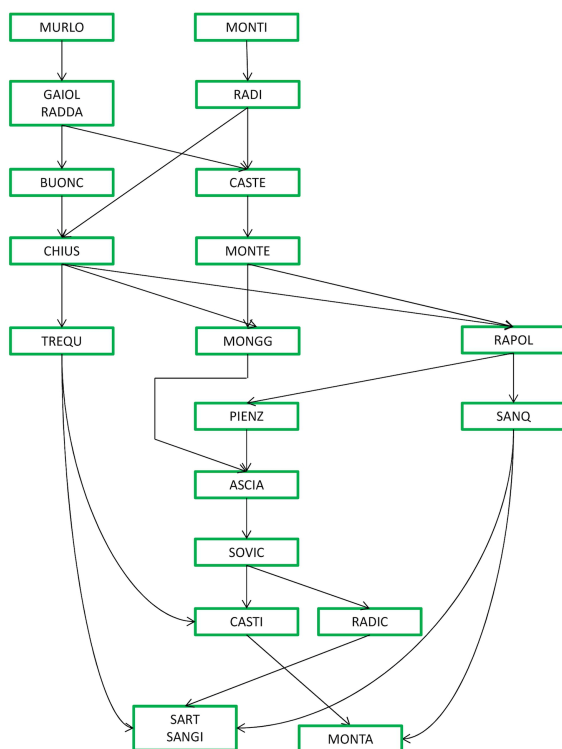 MURLO
MONTI
GAIOL
RADDA
RADI
BUONC
CASTE
CHIUS
MONTE
TREQU
MONGG
RAPOL
PIENZ
SANQ
ASCIA
SOVIC
CASTI
RADIC
SART
SANGI
MONTA